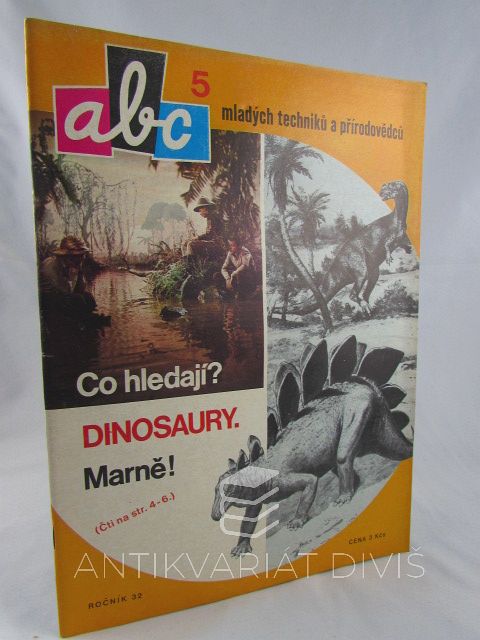 abc
5
mladých techniků a přírodovědců
Co hledají?
DINOSAURY.
Marně!
(Čti na str. 4-6.)
CENA 3 Kčs
ANTIKVARIÁT DIVIŠ
ROČNÍK 32